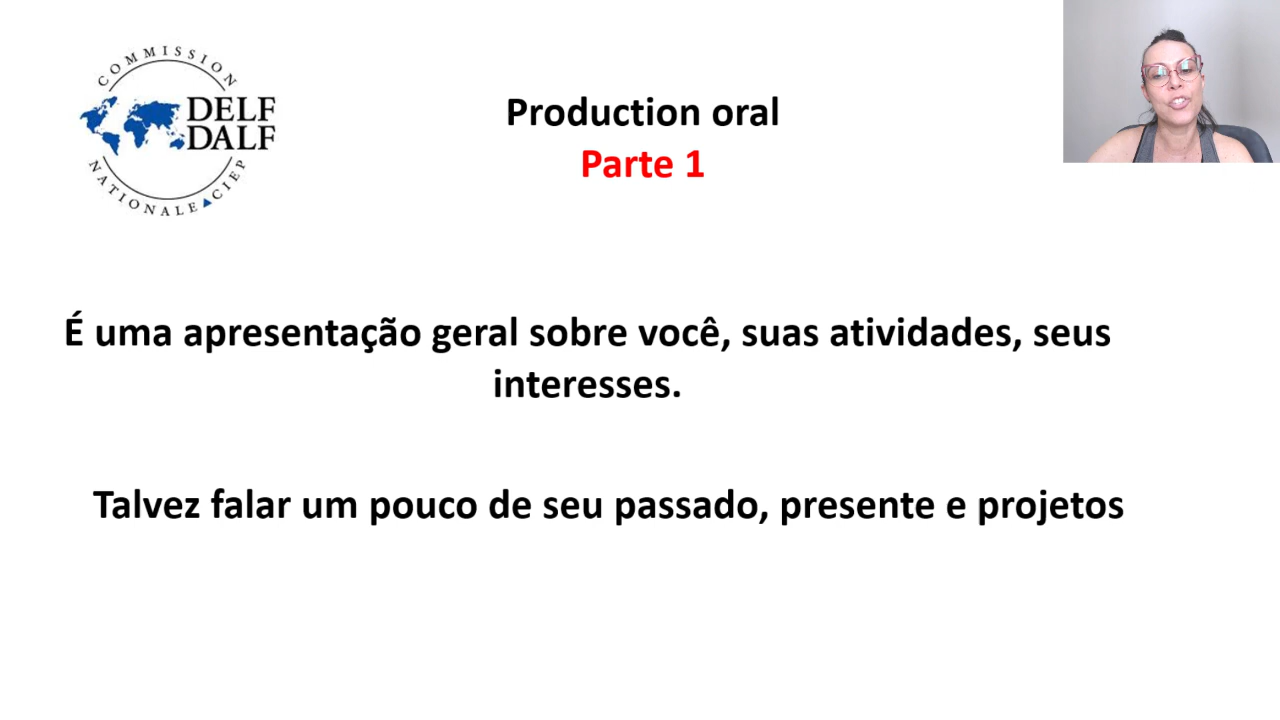 COMMISSION
DELF
DALF
NATIONALE CIEP
Production oral
Parte 1
É uma apresentação geral sobre você, suas atividades, seus
interesses.
Talvez falar um pouco de seu passado, presente e projetos